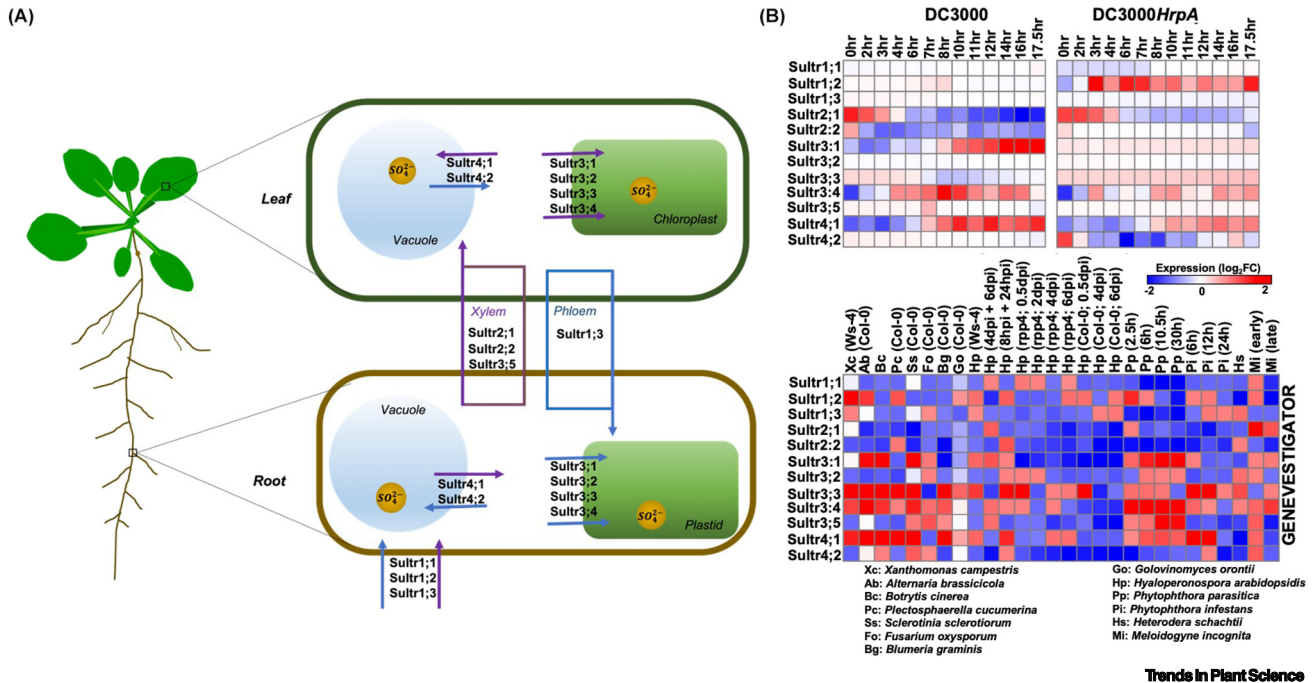 (A)
Leaf
SO₄²⁻
Vacuole
Sultr4;1
Sultr4;2
Sultr3;1
Sultr3;2
Sultr3;3
Sultr3;4
SO₄²⁻
Chloroplast
Xylem
Sultr2;1
Sultr2;2
Sultr3;5
Phloem
Sultr1;3
Root
Vacuole
SO₄²⁻
Sultr4;1
Sultr4;2
Sultr3;1
Sultr3;2
Sultr3;3
Sultr3;4
SO₄²⁻
Plastid
Sultr1;1
Sultr1;2
Sultr1;3
(B)
DC3000
0hr 2hr 3hr 4hr 6hr 7hr 8hr 10hr 11hr 12hr 14hr 16hr 17.5hr
DC3000HrpA
0hr 2hr 3hr 4hr 6hr 7hr 8hr 10hr 11hr 12hr 14hr 16hr 17.5hr
Sultr1;1
Sultr1;2
Sultr1;3
Sultr2;1
Sultr2;2
Sultr3;1
Sultr3;2
Sultr3;3
Sultr3;4
Sultr3;5
Sultr4;1
Sultr4;2
Expression (log₂FC)
-2 0 2
Xc (Ws-4)
Ab (Col-0)
Bc
Pc (Col-0)
Ss (Col-0)
Fo (Col-0)
Bg (Col-0)
Go (Col-0)
Hp (Ws-4)
Hp (4dpi + 6dpi)
Hp (8hpi + 24hpi)
Hp (rpp4; 0.5dpi)
Hp (rpp4; 2dpi)
Hp (rpp4; 4dpi)
Hp (rpp4; 6dpi)
Hp (Col-0; 0.5dpi)
Hp (Col-0; 4dpi)
Hp (Col-0; 6dpi)
Pp (2.5h)
Pp (6h)
Pp (10.5h)
Pp (30h)
Pi (6h)
Pi (12h)
Pi (24h)
Hs
Mi (early)
Mi (late)
Sultr1;1
Sultr1;2
Sultr1;3
Sultr2;1
Sultr2;2
Sultr3;1
Sultr3;2
Sultr3;3
Sultr3;4
Sultr3;5
Sultr4;1
Sultr4;2
GENEVESTIGATOR
Xc: Xanthomonas campestris
Ab: Alternaria brassicicola
Bc: Botrytis cinerea
Pc: Plectosphaerella cucumerina
Ss: Sclerotinia sclerotiorum
Fo: Fusarium oxysporum
Bg: Blumeria graminis
Go: Golovinomyces orontii
Hp: Hyaloperonospora arabidopsidis
Pp: Phytophthora parasitica
Pi: Phytophthora infestans
Hs: Heterodera schachtii
Mi: Meloidogyne incognita
Trends in Plant Science